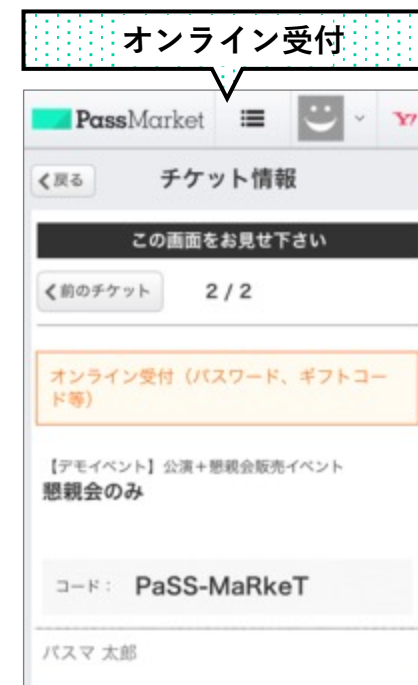 オンライン受付
PassMarket
戻る
チケット情報
この画面をお見せ下さい
前のチケット
2 / 2
オンライン受付（パスワード、ギフトコー
ド等）
【デモイベント】公演＋懇親会販売イベント
懇親会のみ
コード： PaSS-MaRkeT
パスマ 太郎